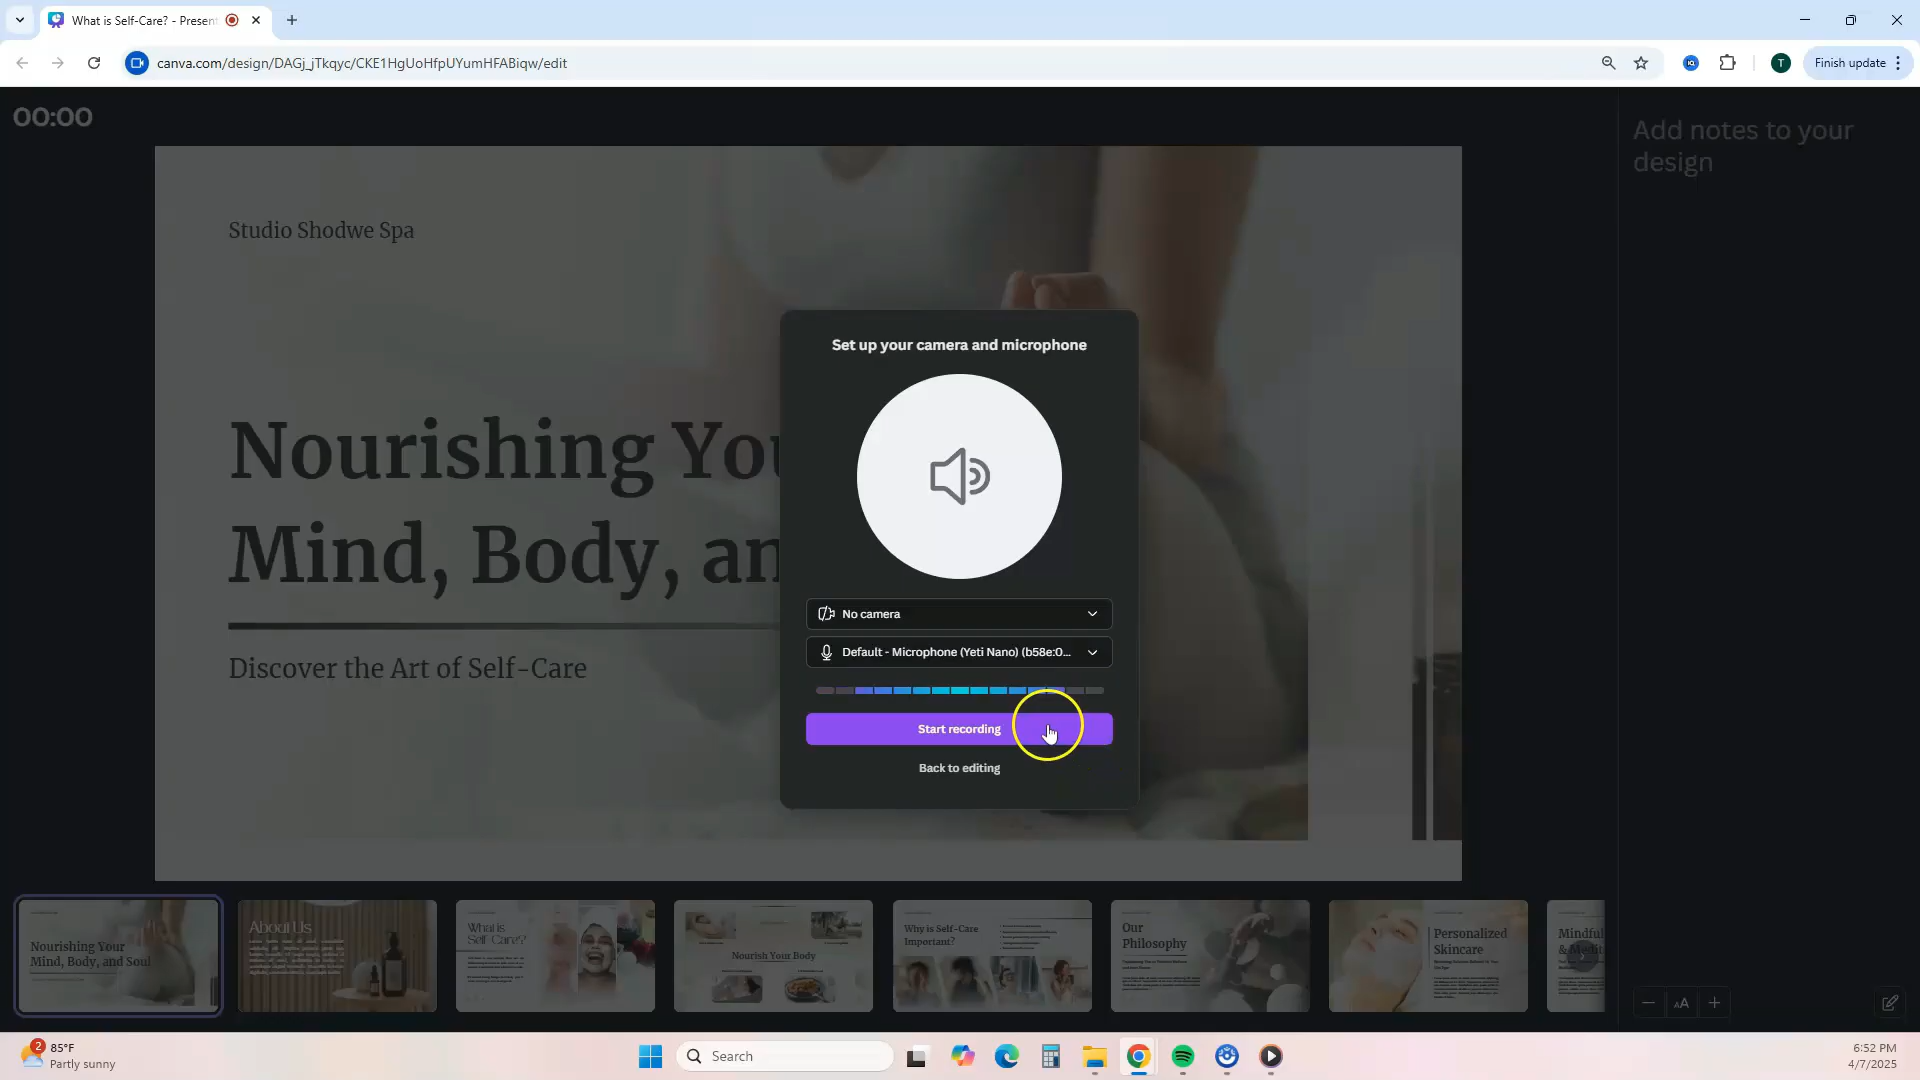 What is Self-Care? - Present
canva.com/design/DAGj_jTkqyc/CKE1HgUoHfpUYumHFABiqw/edit
T
Finish update
00:00
Add notes to your
design
Studio Shodwe Spa
Set up your camera and microphone
Nourishing You
Mind, Body, an
Discover the Art of Self-Care
No camera
Default - Microphone (Yeti Nano) (b58e:0...
Start recording
Back to editing
Nourishing Your
Mind, Body, and Soul
About Us
What is
Self-Care?
Nourish Your Body
Why is Self-Care
Important?
Our
Philosophy
Personalized
Skincare
Mindful
& Medit
AA
2
85°F
Partly sunny
Search
6:52 PM
4/7/2025